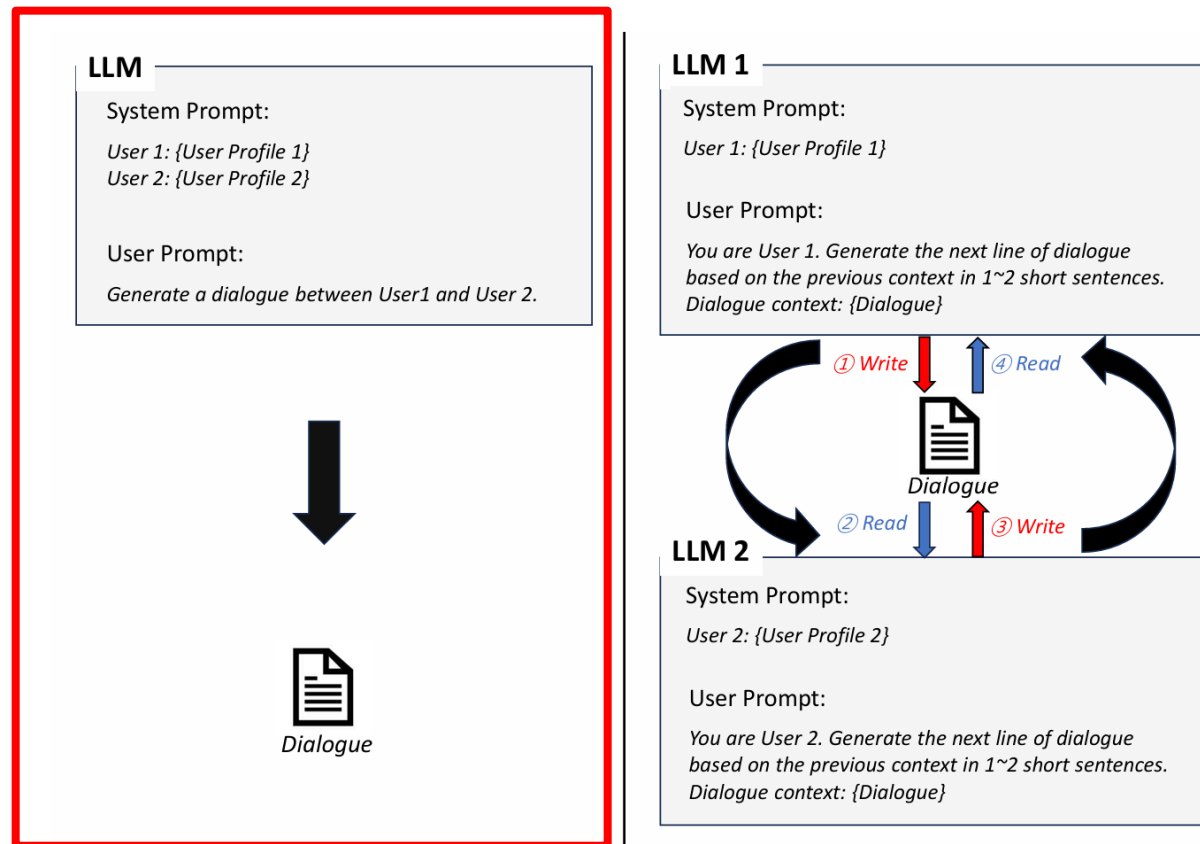 LLM
System Prompt:
User 1: {User Profile 1}
User 2: {User Profile 2}
User Prompt:
Generate a dialogue between User1 and User 2.
Dialogue
LLM 1
System Prompt:
User 1: {User Profile 1}
User Prompt:
You are User 1. Generate the next line of dialogue
based on the previous context in 1~2 short sentences.
Dialogue context: {Dialogue}
① Write
④ Read
Dialogue
② Read
③ Write
LLM 2
System Prompt:
User 2: {User Profile 2}
User Prompt:
You are User 2. Generate the next line of dialogue
based on the previous context in 1~2 short sentences.
Dialogue context: {Dialogue}